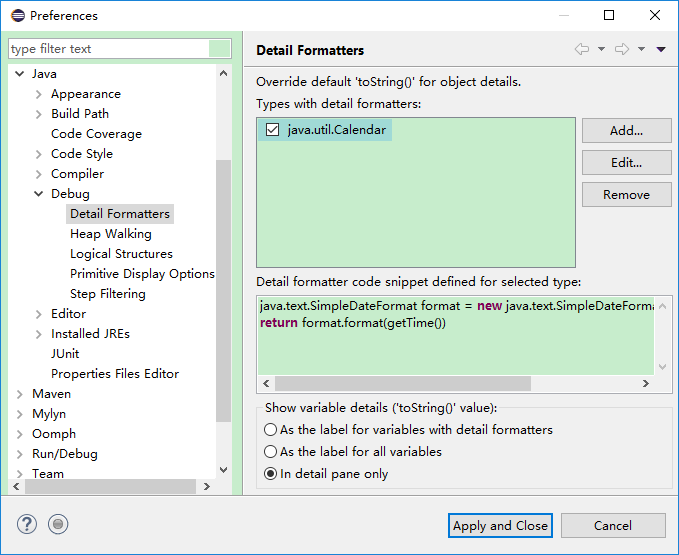 Preferences
type filter text
Java
Appearance
Build Path
Code Coverage
Code Style
Compiler
Debug
Detail Formatters
Heap Walking
Logical Structures
Primitive Display Options
Step Filtering
Editor
Installed JREs
JUnit
Properties Files Editor
Maven
Mylyn
Oomph
Run/Debug
Team
Detail Formatters
Override default 'toString()' for object details.
Types with detail formatters:
java.util.Calendar
Add...
Edit...
Remove
Detail formatter code snippet defined for selected type:
java.text.SimpleDateFormat format = new java.text.SimpleDateForma
return format.format(getTime())
Show variable details ('toString()' value):
As the label for variables with detail formatters
As the label for all variables
In detail pane only
?
Apply and Close
Cancel